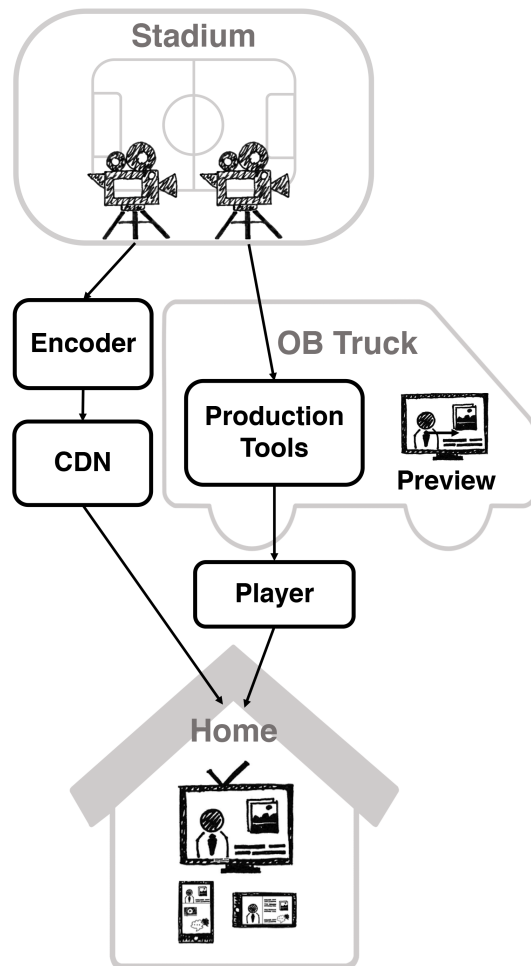 Stadium
Encoder
OB Truck
Production
Tools
CDN
Preview
Player
Home